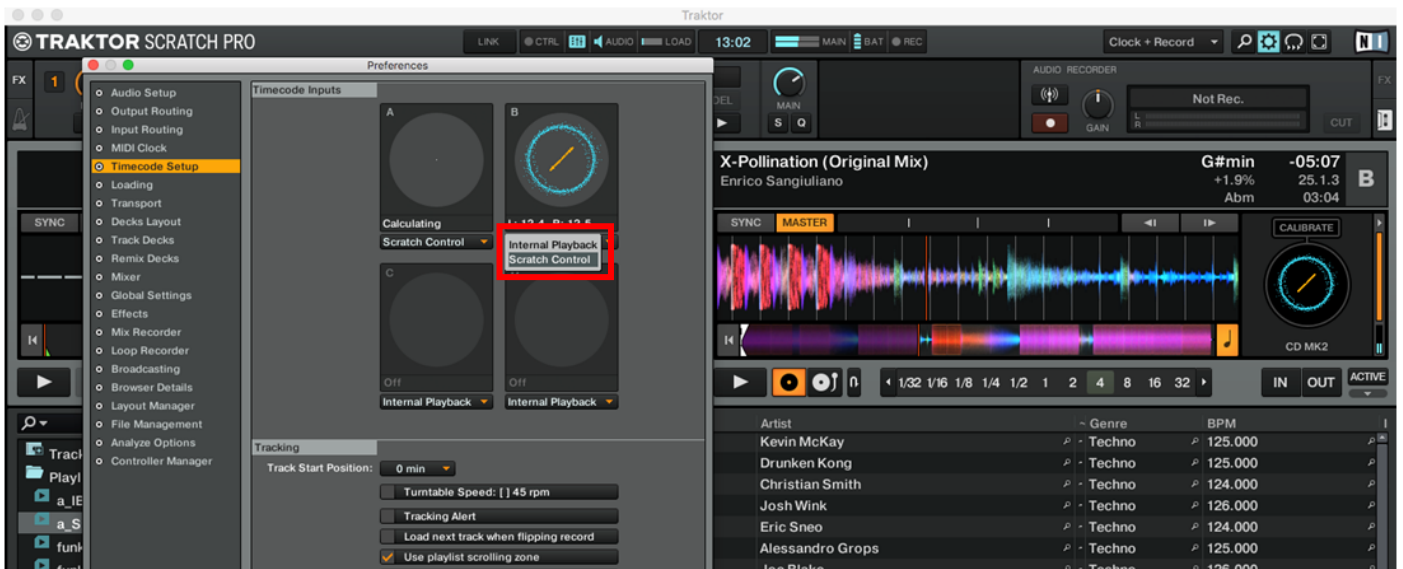 Traktor
TRAKTOR SCRATCH PRO
LINK
CTRL
AUDIO
LOAD
13:02
MAIN
BAT
REC
Clock + Record
FX
1
Preferences
Audio Setup
Output Routing
Input Routing
MIDI Clock
Timecode Setup
Loading
Transport
Decks Layout
Track Decks
Remix Decks
Mixer
Global Settings
Effects
Mix Recorder
Loop Recorder
Broadcasting
Browser Details
Layout Manager
File Management
Analyze Options
Controller Manager
Timecode Inputs
A
B
Calculating
Scratch Control
Internal Playback
Scratch Control
C
Off
Off
Internal Playback
Internal Playback
Tracking
Track Start Position:
0 min
Turntable Speed: [ ] 45 rpm
Tracking Alert
Load next track when flipping record
Use playlist scrolling zone
DEL
MAIN
S Q
AUDIO RECORDER
GAIN
L
R
Not Rec.
CUT
FX
SYNC
X-Pollination (Original Mix)
G#min
-05:07
B
Enrico Sangiuliano
+1.9%
25.1.3
Abm
03:04
SYNC
MASTER
CALIBRATE
CD MK2
1/32 1/16 1/8 1/4 1/2 1 2 4 8 16 32
IN OUT
ACTIVE
Track
Playl
a_IE
a_S
funk
Artist
~ Genre
BPM
Kevin McKay
- Techno
125.000
Drunken Kong
- Techno
125.000
Christian Smith
- Techno
124.000
Josh Wink
- Techno
126.000
Eric Sneo
- Techno
124.000
Alessandro Grops
- Techno
125.000